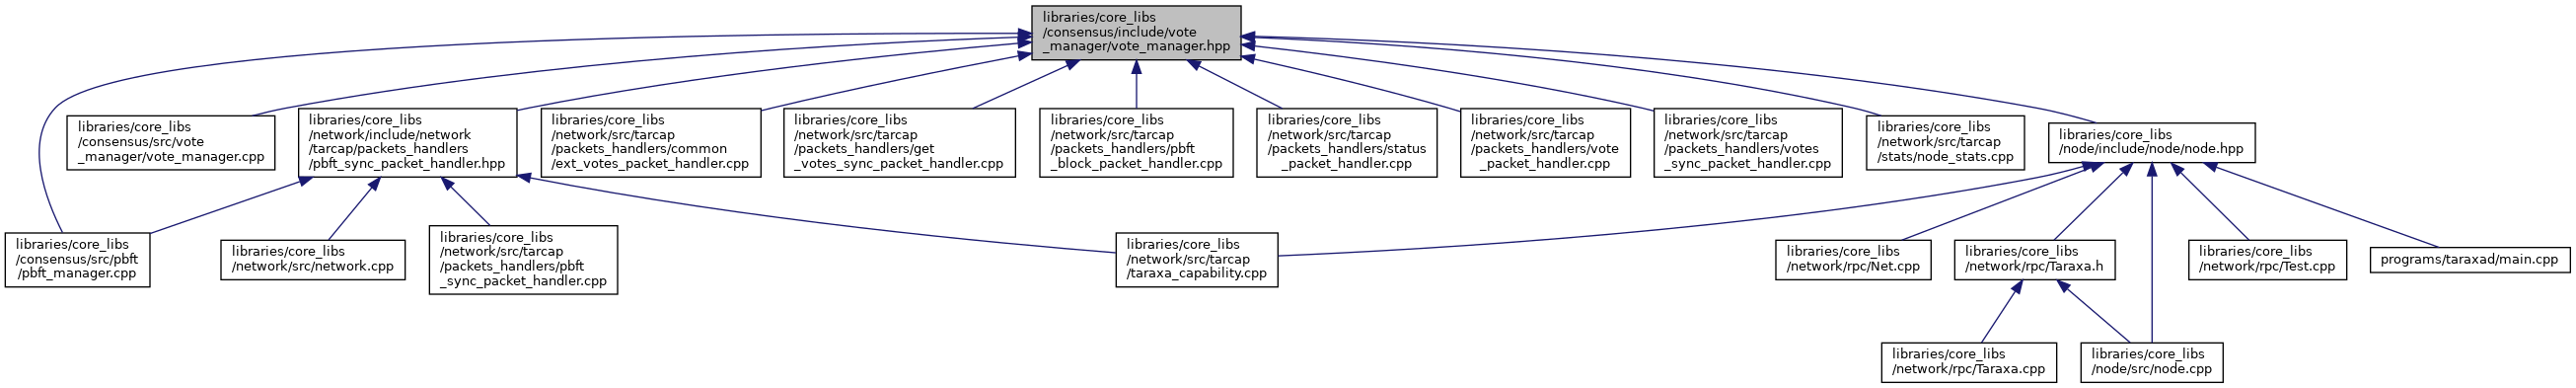 libraries/core_libs
/consensus/include/vote
_manager/vote_manager.hpp
libraries/core_libs
/consensus/src/vote
_manager/vote_manager.cpp
libraries/core_libs
/network/include/network
/tarcap/packets_handlers
/pbft_sync_packet_handler.hpp
libraries/core_libs
/network/src/tarcap
/packets_handlers/common
/ext_votes_packet_handler.cpp
libraries/core_libs
/network/src/tarcap
/packets_handlers/get
_votes_sync_packet_handler.cpp
libraries/core_libs
/network/src/tarcap
/packets_handlers/pbft
_block_packet_handler.cpp
libraries/core_libs
/network/src/tarcap
/packets_handlers/status
_packet_handler.cpp
libraries/core_libs
/network/src/tarcap
/packets_handlers/vote
_packet_handler.cpp
libraries/core_libs
/network/src/tarcap
/packets_handlers/votes
_sync_packet_handler.cpp
libraries/core_libs
/network/src/tarcap
/stats/node_stats.cpp
libraries/core_libs
/node/include/node/node.hpp
libraries/core_libs
/consensus/src/pbft
/pbft_manager.cpp
libraries/core_libs
/network/src/network.cpp
libraries/core_libs
/network/src/tarcap
/packets_handlers/pbft
_sync_packet_handler.cpp
libraries/core_libs
/network/src/tarcap
/taraxa_capability.cpp
libraries/core_libs
/network/rpc/Net.cpp
libraries/core_libs
/network/rpc/Taraxa.h
libraries/core_libs
/network/rpc/Test.cpp
programs/taraxad/main.cpp
libraries/core_libs
/network/rpc/Taraxa.cpp
libraries/core_libs
/node/src/node.cpp